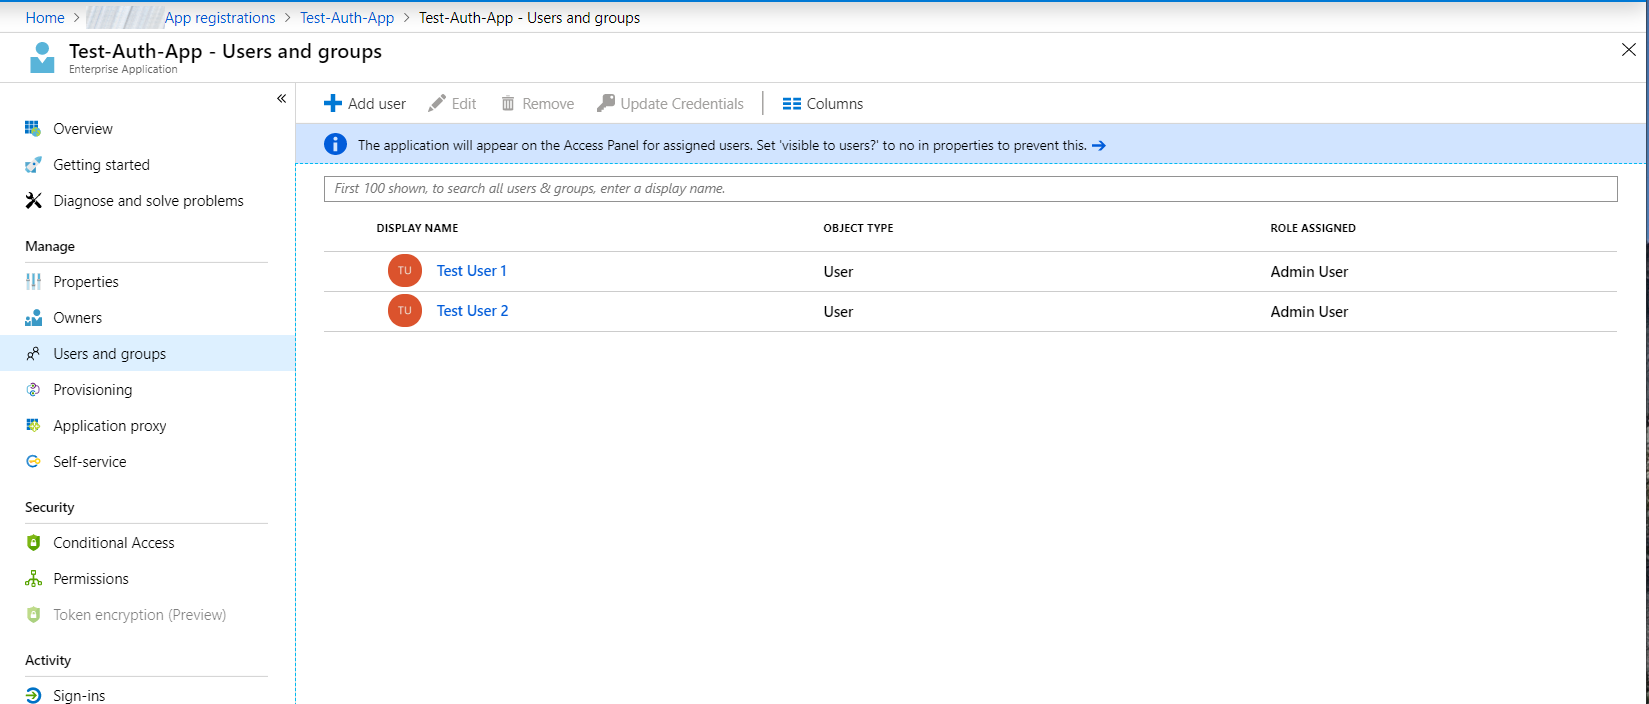 Home > App registrations > Test-Auth-App > Test-Auth-App - Users and groups
Test-Auth-App - Users and groups
Enterprise Application
«
Overview
Getting started
Diagnose and solve problems
Manage
Properties
Owners
Users and groups
Provisioning
Application proxy
Self-service
Security
Conditional Access
Permissions
Token encryption (Preview)
Activity
Sign-ins
Add user Edit Remove Update Credentials Columns
The application will appear on the Access Panel for assigned users. Set 'visible to users?' to no in properties to prevent this. →
First 100 shown, to search all users & groups, enter a display name.
DISPLAY NAME OBJECT TYPE ROLE ASSIGNED
TU Test User 1 User Admin User
TU Test User 2 User Admin User